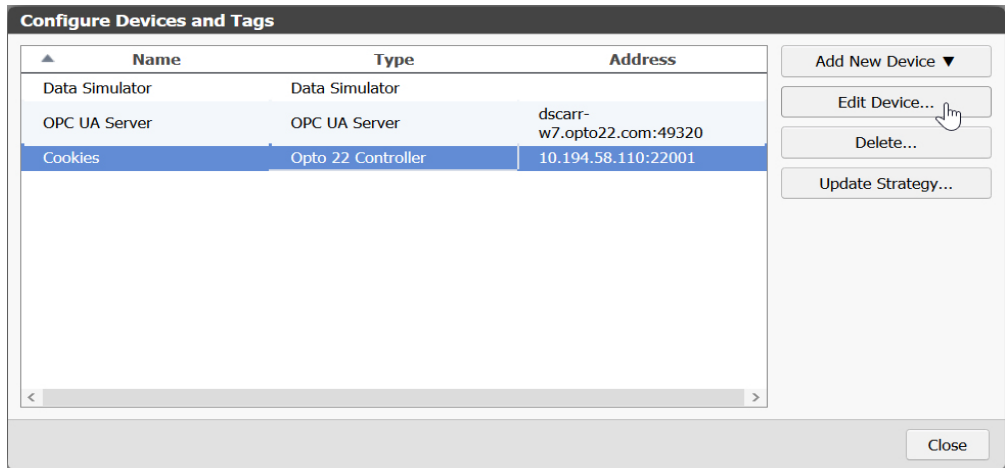 Configure Devices and Tags
▲ Name Type Address
Add New Device ▼
Data Simulator Data Simulator
Edit Device...
OPC UA Server OPC UA Server dscarr-
w7.opto22.com:49320
Delete...
Cookies Opto 22 Controller 10.194.58.110:22001
Update Strategy...
Close